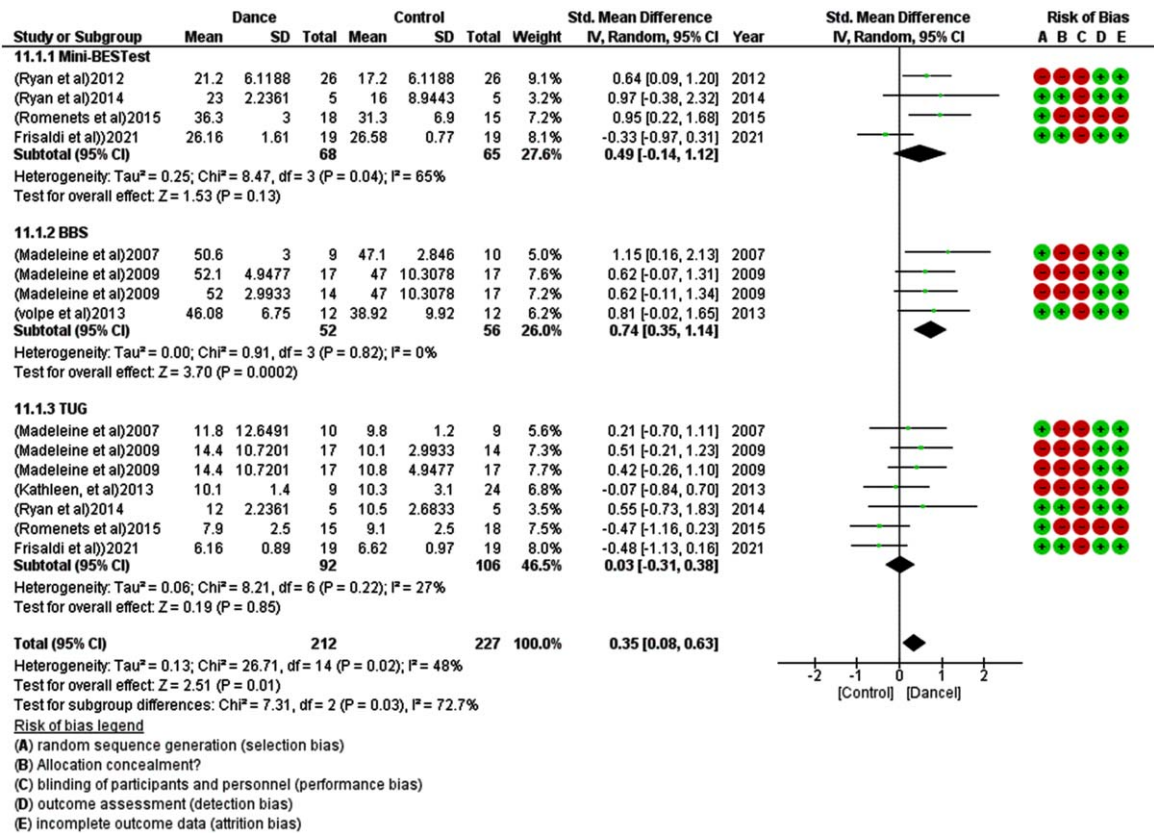 Dance Control Std. Mean Difference Std. Mean Difference Risk of Bias
Study or Subgroup Mean SD Total Mean SD Total Weight IV, Random, 95% CI Year IV, Random, 95% CI A B C D E
11.1.1 Mini-BESTest
(Ryan et al)2012 21.2 6.1188 26 17.2 6.1188 26 9.1% 0.64 [0.09, 1.20] 2012
(Ryan et al)2014 23 2.2361 5 16 8.9443 5 3.2% 0.97 [-0.38, 2.32] 2014
(Romenets et al)2015 36.3 3 18 31.3 6.9 15 7.2% 0.95 [0.22, 1.68] 2015
Frisaldi et al))2021 26.16 1.61 19 26.58 0.77 19 8.1% -0.33 [-0.97, 0.31] 2021
Subtotal (95% CI) 68 65 27.6% 0.49 [-0.14, 1.12]
Heterogeneity: Tau² = 0.25; Chi² = 8.47, df = 3 (P = 0.04); I² = 65%
Test for overall effect: Z = 1.53 (P = 0.13)
11.1.2 BBS
(Madeleine et al)2007 50.6 3 9 47.1 2.846 10 5.0% 1.15 [0.16, 2.13] 2007
(Madeleine et al)2009 52.1 4.9477 17 47 10.3078 17 7.6% 0.62 [-0.07, 1.31] 2009
(Madeleine et al)2009 52 2.9933 14 47 10.3078 17 7.2% 0.62 [-0.11, 1.34] 2009
(volpe et al)2013 46.08 6.75 12 38.92 9.92 12 6.2% 0.81 [-0.02, 1.65] 2013
Subtotal (95% CI) 52 56 26.0% 0.74 [0.35, 1.14]
Heterogeneity: Tau² = 0.00; Chi² = 0.91, df = 3 (P = 0.82); I² = 0%
Test for overall effect: Z = 3.70 (P = 0.0002)
11.1.3 TUG
(Madeleine et al)2007 11.8 12.6491 10 9.8 1.2 9 5.6% 0.21 [-0.70, 1.11] 2007
(Madeleine et al)2009 14.4 10.7201 17 10.1 2.9933 14 7.3% 0.51 [-0.21, 1.23] 2009
(Madeleine et al)2009 14.4 10.7201 17 10.8 4.9477 17 7.7% 0.42 [-0.26, 1.10] 2009
(Kathleen, et al)2013 10.1 1.4 9 10.3 3.1 24 6.8% -0.07 [-0.84, 0.70] 2013
(Ryan et al)2014 12 2.2361 5 10.5 2.6833 5 3.5% 0.55 [-0.73, 1.83] 2014
(Romenets et al)2015 7.9 2.5 15 9.1 2.5 18 7.5% -0.47 [-1.16, 0.23] 2015
Frisaldi et al))2021 6.16 0.89 19 6.62 0.97 19 8.0% -0.48 [-1.13, 0.16] 2021
Subtotal (95% CI) 92 106 46.5% 0.03 [-0.31, 0.38]
Heterogeneity: Tau² = 0.06; Chi² = 8.21, df = 6 (P = 0.22); I² = 27%
Test for overall effect: Z = 0.19 (P = 0.85)
Total (95% CI) 212 227 100.0% 0.35 [0.08, 0.63]
Heterogeneity: Tau² = 0.13; Chi² = 26.71, df = 14 (P = 0.02); I² = 48%
Test for overall effect: Z = 2.51 (P = 0.01)
Test for subgroup differences: Chi² = 7.31, df = 2 (P = 0.03), I² = 72.7%
-2 -1 0 1 2
[Control] [Dancel]
Risk of bias legend
(A) random sequence generation (selection bias)
(B) Allocation concealment?
(C) blinding of participants and personnel (performance bias)
(D) outcome assessment (detection bias)
(E) incomplete outcome data (attrition bias)